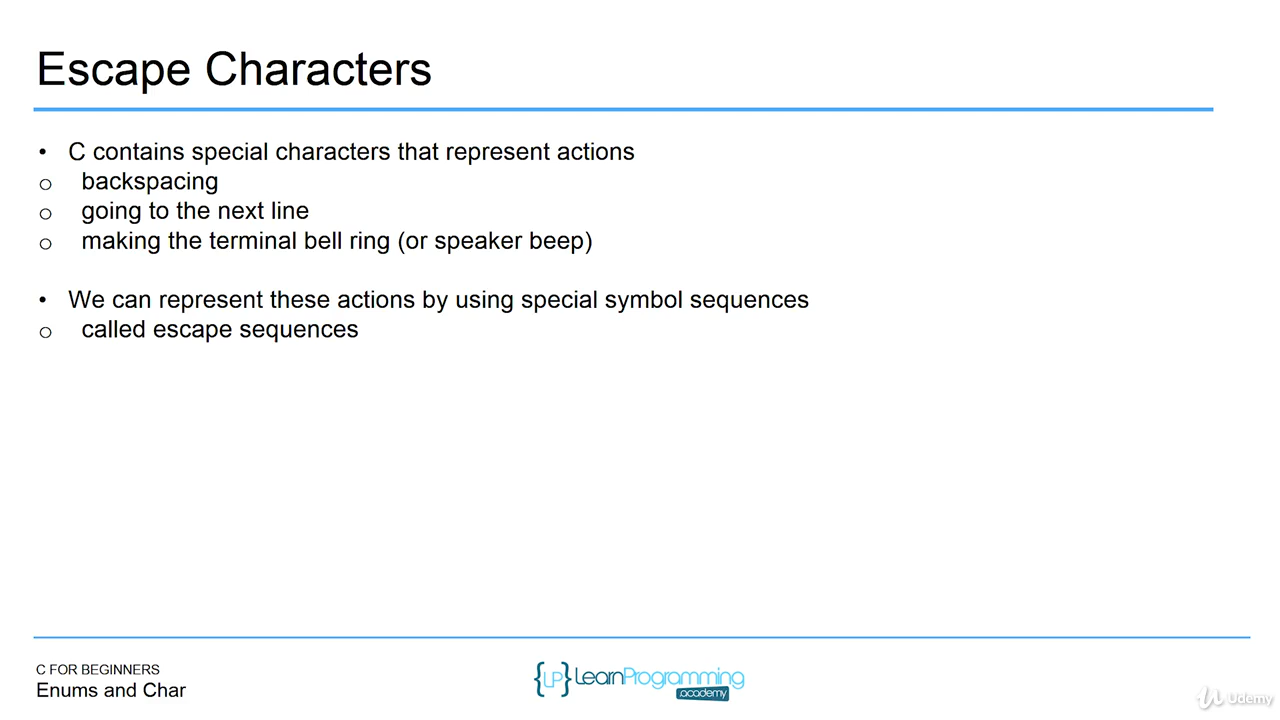 Escape Characters
• C contains special characters that represent actions
o backspacing
o going to the next line
o making the terminal bell ring (or speaker beep)
• We can represent these actions by using special symbol sequences
o called escape sequences
C FOR BEGINNERS
Enums and Char
{LP} LearnProgramming
.academy
Udemy